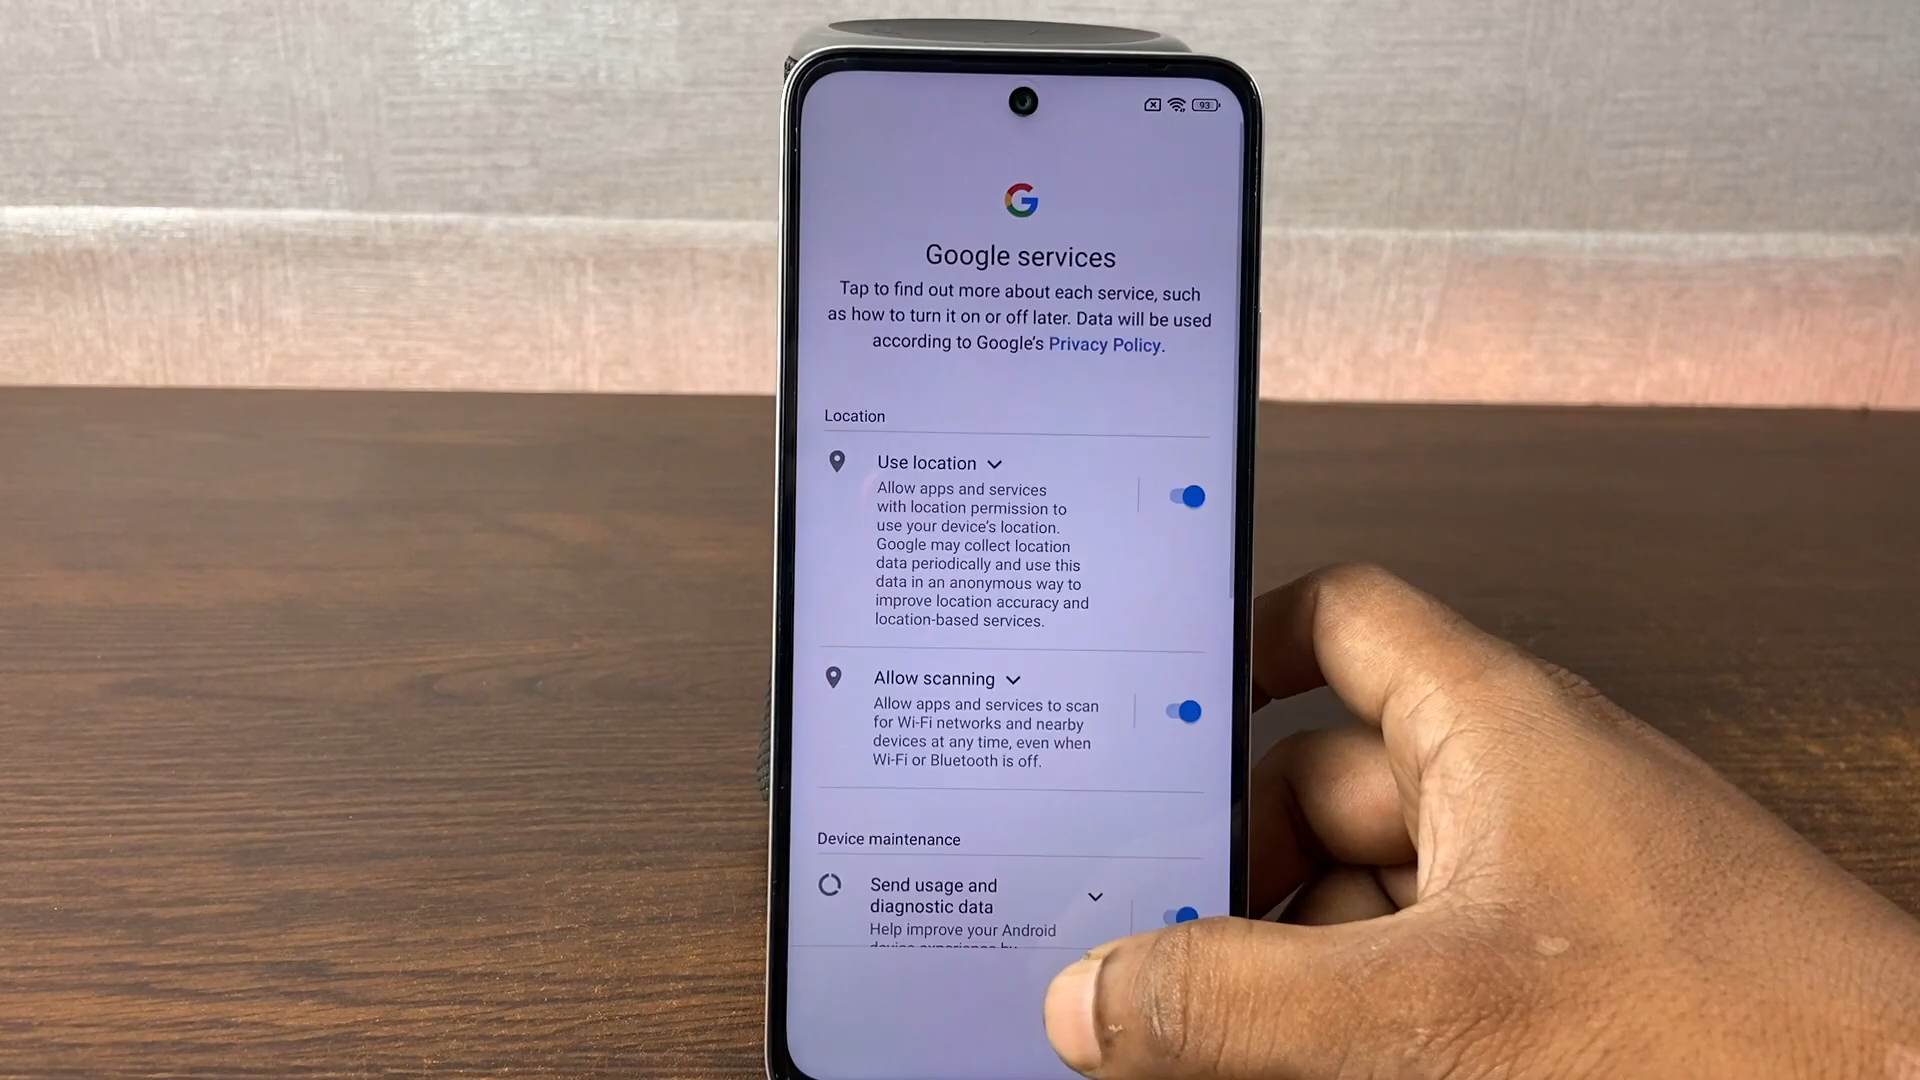 93
Google services
Tap to find out more about each service, such
as how to turn it on or off later. Data will be used
according to Google's Privacy Policy.
Location
Use location
Allow apps and services
with location permission to
use your device's location.
Google may collect location
data periodically and use this
data in an anonymous way to
improve location accuracy and
location-based services.
Allow scanning
Allow apps and services to scan
for Wi-Fi networks and nearby
devices at any time, even when
Wi-Fi or Bluetooth is off.
Device maintenance
Send usage and
diagnostic data
Help improve your Android
device experience by